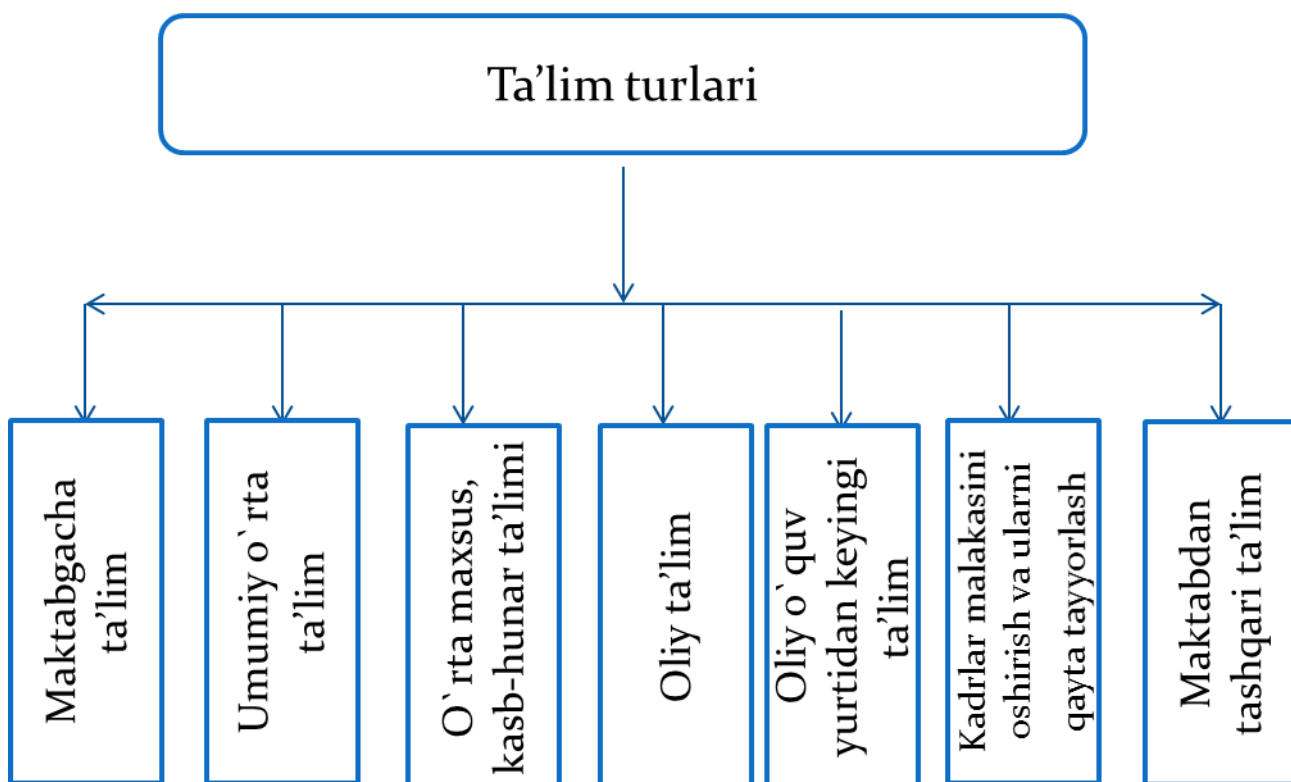 Ta’lim turlari
Maktabgacha
ta’lim
Umumiy o`rta
ta’lim
O`rta maxsus,
kasb-hunar ta’limi
Oliy ta’lim
Oliy o`quv
yurtidan keyingi
ta’lim
Kadrlar malakasini
oshirish va ularni
qayta tayyorlash
Maktabdan
tashqari ta’lim